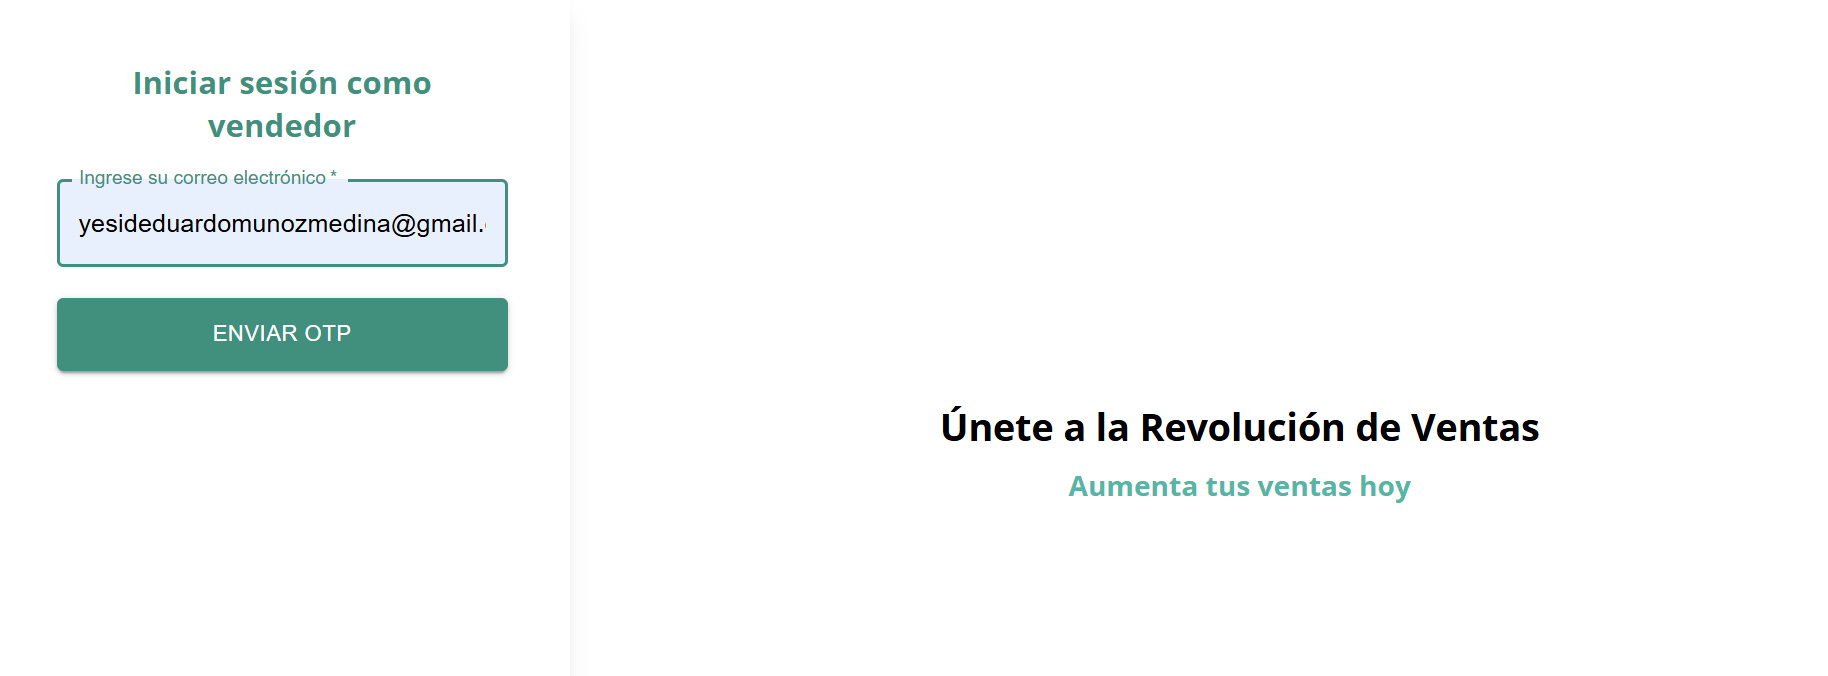 Iniciar sesión como
vendedor
Ingrese su correo electrónico *
yesideduardomunozmedina@gmail.
ENVIAR OTP
Únete a la Revolución de Ventas
Aumenta tus ventas hoy